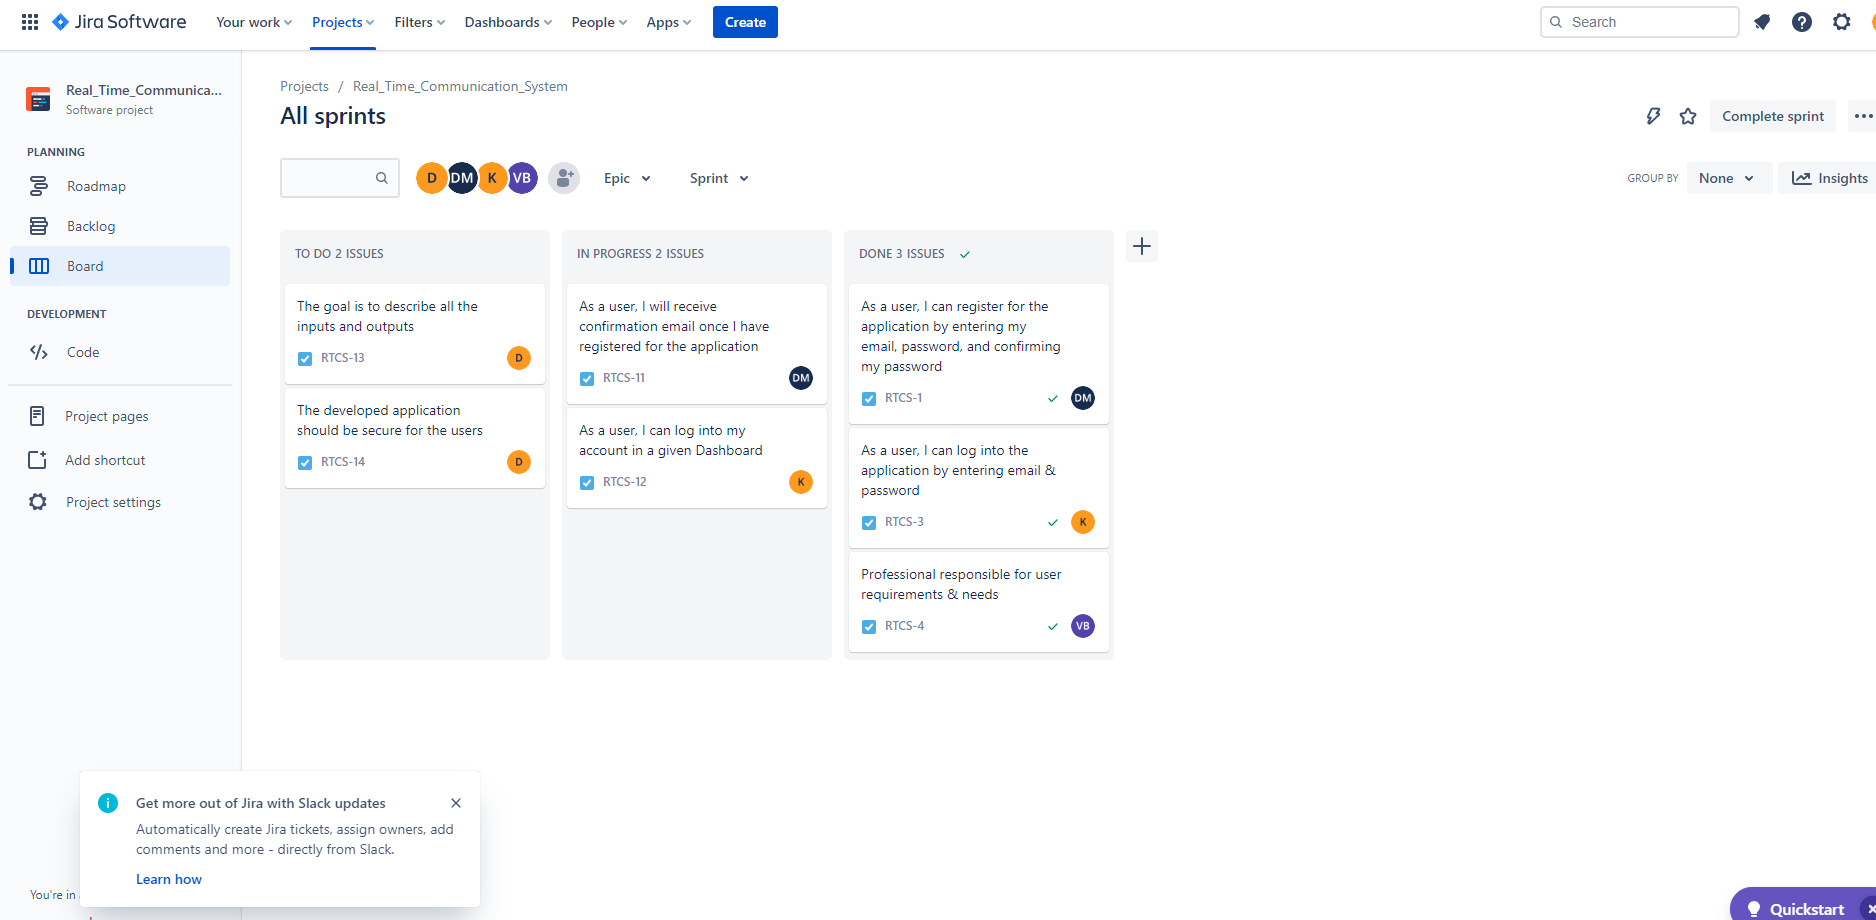 Jira Software
Your work
Projects
Filters
Dashboards
People
Apps
Create
Search
Real_Time_Communica...
Software project
PLANNING
Roadmap
Backlog
Board
DEVELOPMENT
Code
Project pages
Add shortcut
Project settings
Projects / Real_Time_Communication_System
All sprints
Complete sprint
D
DM
K
VB
Epic
Sprint
GROUP BY
None
Insights
TO DO 2 ISSUES
The goal is to describe all the
inputs and outputs
RTCS-13
D
The developed application
should be secure for the users
RTCS-14
D
IN PROGRESS 2 ISSUES
As a user, I will receive
confirmation email once I have
registered for the application
RTCS-11
DM
As a user, I can log into my
account in a given Dashboard
RTCS-12
K
DONE 3 ISSUES
As a user, I can register for the
application by entering my
email, password, and confirming
my password
RTCS-1
DM
As a user, I can log into the
application by entering email &
password
RTCS-3
K
Professional responsible for user
requirements & needs
RTCS-4
VB
Get more out of Jira with Slack updates
Automatically create Jira tickets, assign owners, add
comments and more - directly from Slack.
Learn how
You're in
Quickstart